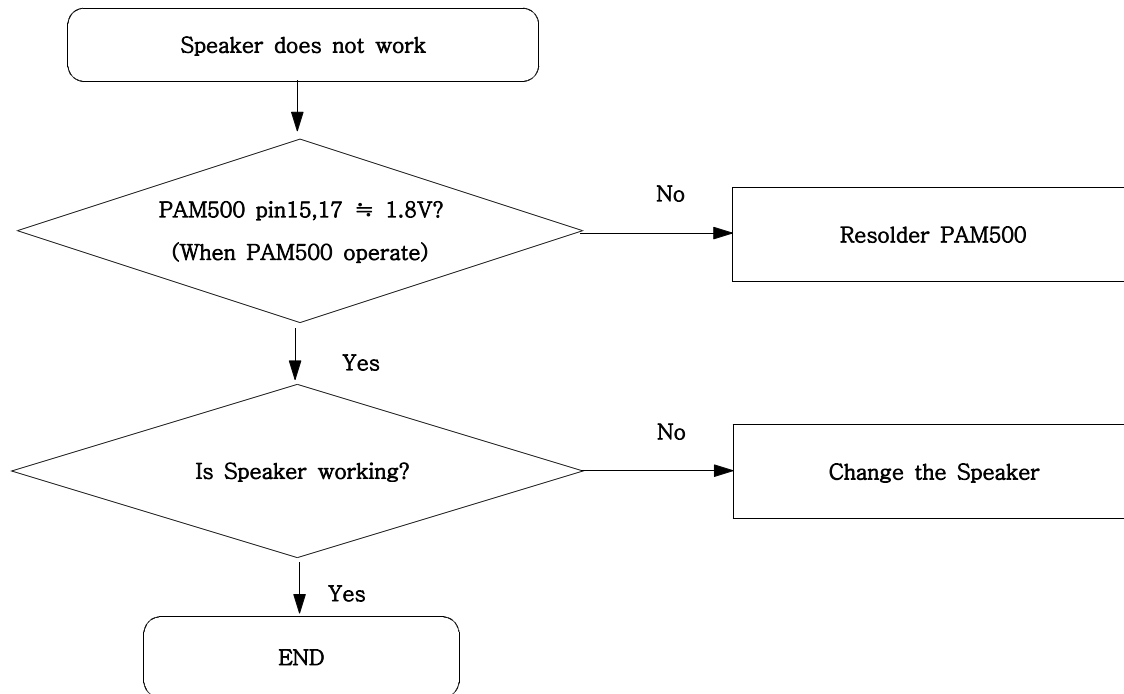 Speaker does not work
PAM500 pin15,17 ≒ 1.8V?
(When PAM500 operate)
No
Resolder PAM500
Yes
Is Speaker working?
No
Change the Speaker
Yes
END